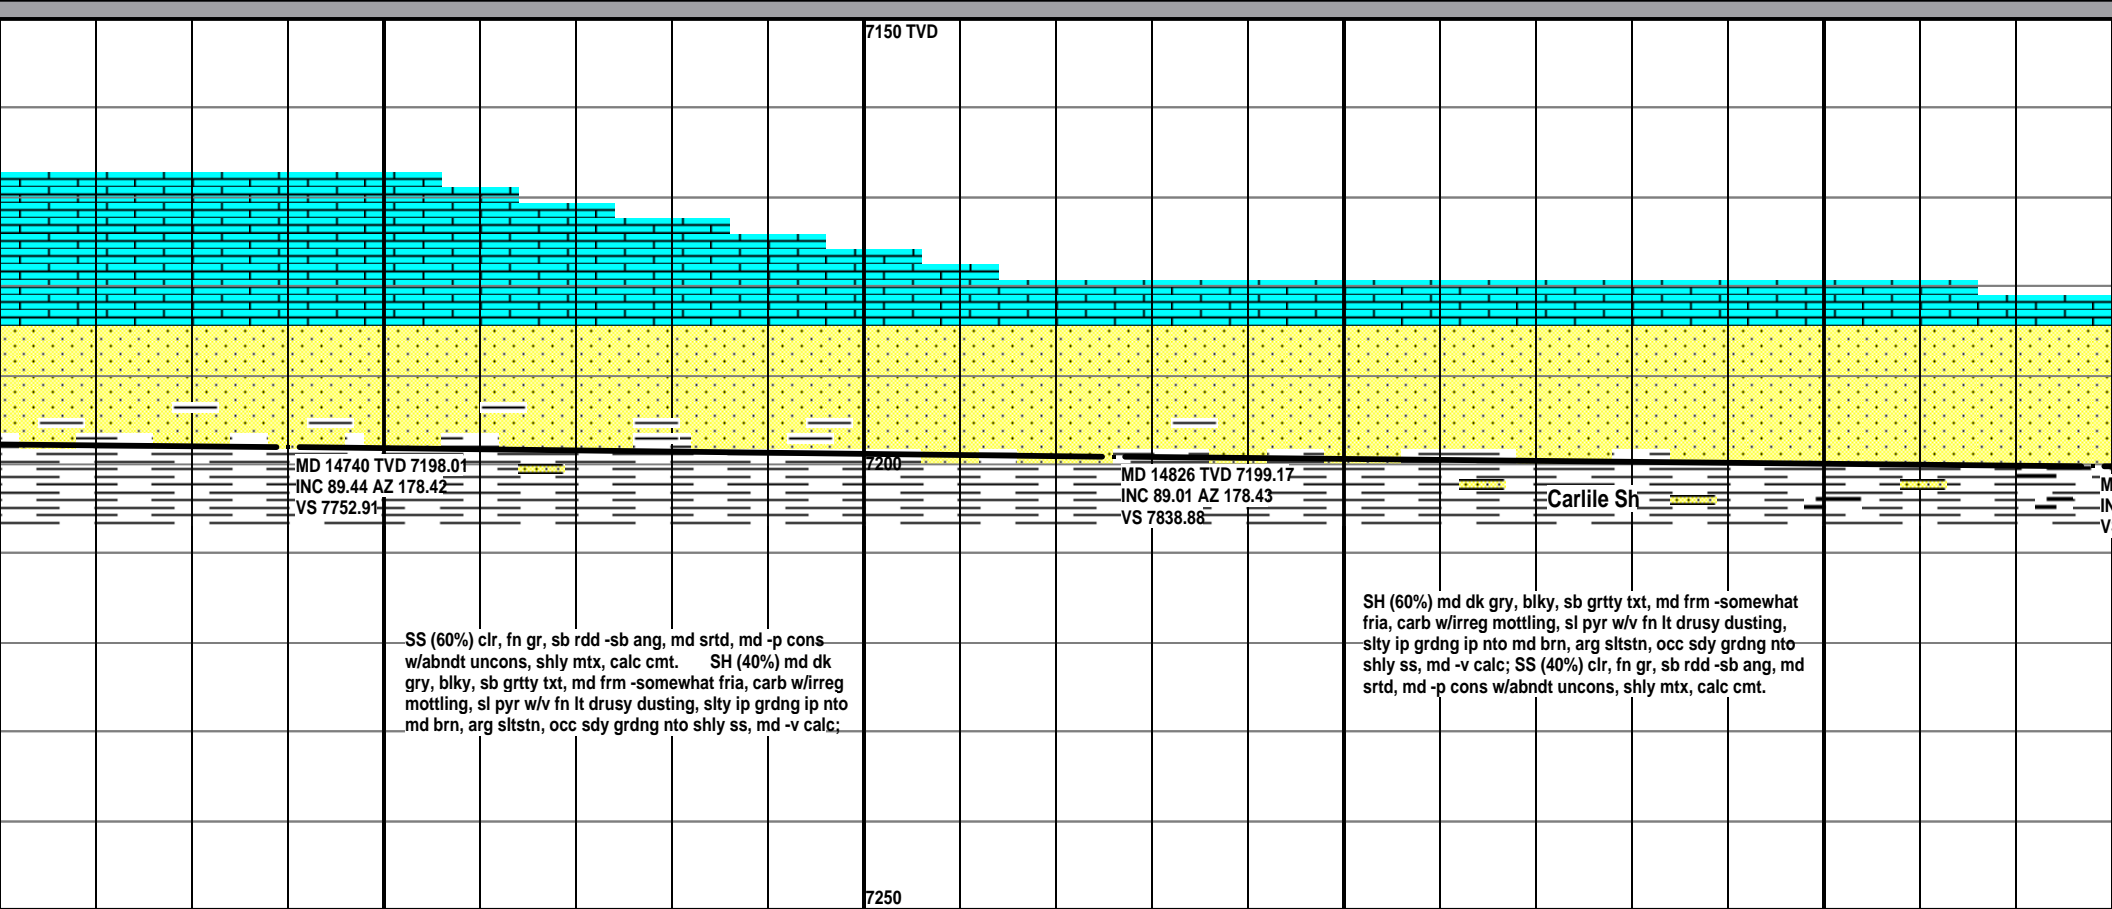 7150 TVD
MD 14740 TVD 7198.01
INC 89.44 AZ 178.42
VS 7752.91
7200
MD 14826 TVD 7199.17
INC 89.01 AZ 178.43
VS 7838.88
Carlile Sh
M
IN
V
SS (60%) clr, fn gr, sb rdd -sb ang, md srtd, md -p cons
w/abndt uncons, shly mtx, calc cmt. SH (40%) md dk
gry, blky, sb grtty txt, md frm -somewhat fria, carb w/irreg
mottling, sl pyr w/v fn lt drusy dusting, slty ip grdng ip nto
md brn, arg sltstn, occ sdy grdng nto shly ss, md -v calc;
SH (60%) md dk gry, blky, sb grtty txt, md frm -somewhat
fria, carb w/irreg mottling, sl pyr w/v fn lt drusy dusting,
slty ip grdng ip nto md brn, arg sltstn, occ sdy grdng nto
shly ss, md -v calc; SS (40%) clr, fn gr, sb rdd -sb ang, md
srtd, md -p cons w/abndt uncons, shly mtx, calc cmt.
7250